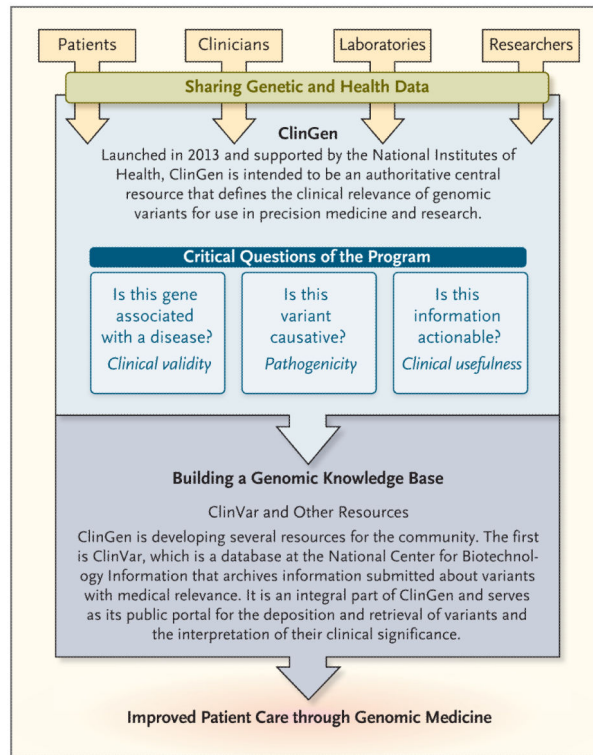 Patients Clinicians Laboratories Researchers
Sharing Genetic and Health Data
ClinGen
Launched in 2013 and supported by the National Institutes of
Health, ClinGen is intended to be an authoritative central
resource that defines the clinical relevance of genomic
variants for use in precision medicine and research.
Critical Questions of the Program
Is this gene
associated
with a disease?
Clinical validity
Is this
variant
causative?
Pathogenicity
Is this
information
actionable?
Clinical usefulness
Building a Genomic Knowledge Base
ClinVar and Other Resources
ClinGen is developing several resources for the community. The first
is ClinVar, which is a database at the National Center for Biotechnol-
ogy Information that archives information submitted about variants
with medical relevance. It is an integral part of ClinGen and serves
as its public portal for the deposition and retrieval of variants and
the interpretation of their clinical significance.
Improved Patient Care through Genomic Medicine